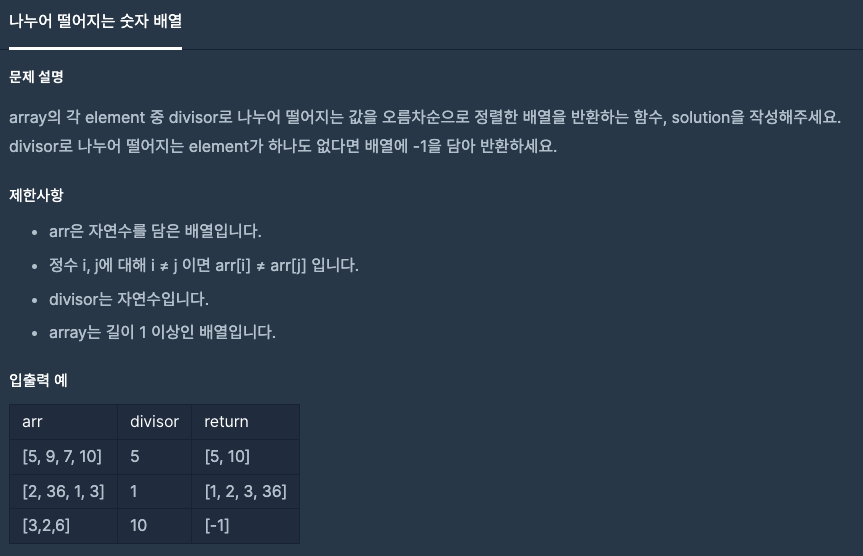 나누어 떨어지는 숫자 배열
문제 설명
array의 각 element 중 divisor로 나누어 떨어지는 값을 오름차순으로 정렬한 배열을 반환하는 함수, solution을 작성해주세요.
divisor로 나누어 떨어지는 element가 하나도 없다면 배열에 -1을 담아 반환하세요.
제한사항
• arr은 자연수를 담은 배열입니다.
• 정수 i, j에 대해 i ≠ j 이면 arr[i] ≠ arr[j] 입니다.
• divisor는 자연수입니다.
• array는 길이 1 이상인 배열입니다.
입출력 예
arr divisor return
[5, 9, 7, 10] 5 [5, 10]
[2, 36, 1, 3] 1 [1, 2, 3, 36]
[3,2,6] 10 [-1]